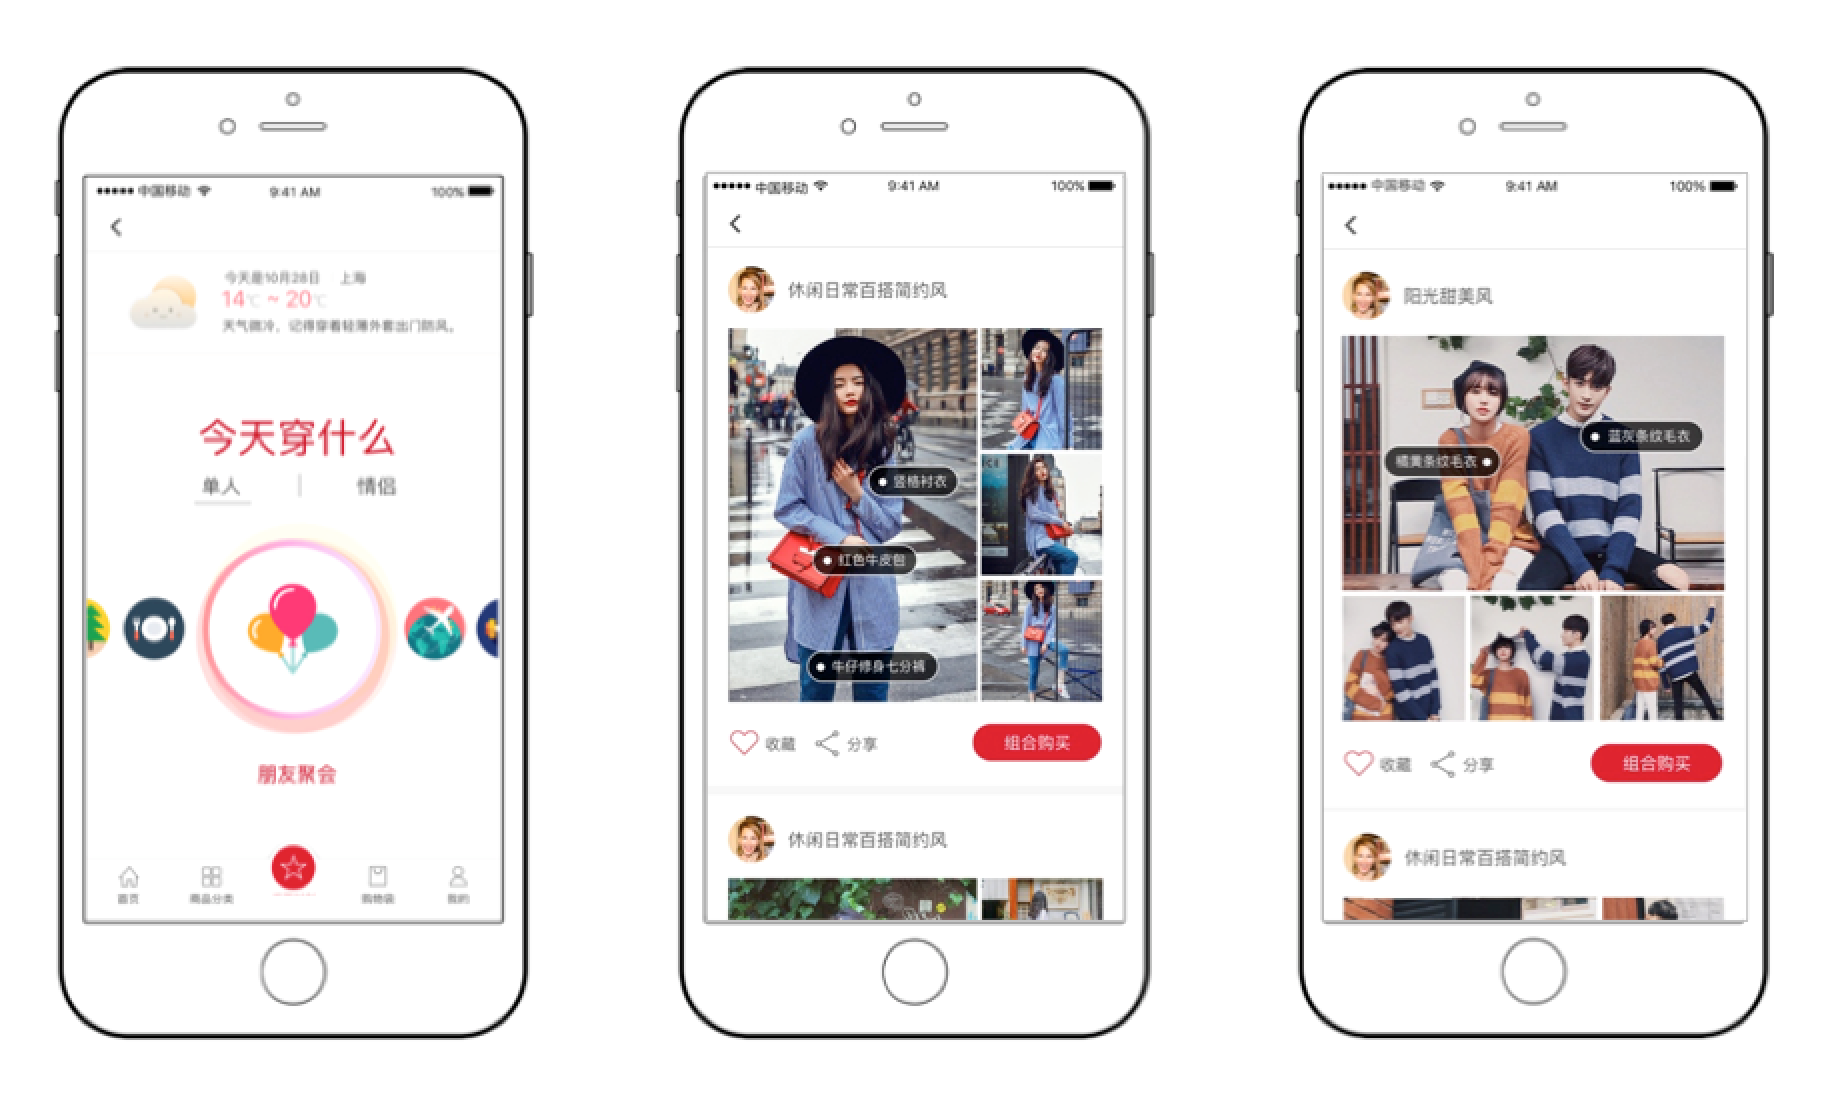 中国移动 9:41 AM 100%
今天是10月28日 上海
14℃ ~ 20℃
天气微冷，记得穿着轻薄外套出门防风。
今天穿什么
单人 | 情侣
朋友聚会
首页 商品分类 购物袋 我的
中国移动 9:41 AM 100%
休闲日常百搭简约风
竖格衬衣
红色牛皮包
牛仔修身七分裤
收藏 分享 组合购买
休闲日常百搭简约风
中国移动 9:41 AM 100%
阳光甜美风
蓝灰条纹毛衣
橘黄条纹毛衣
收藏 分享 组合购买
休闲日常百搭简约风